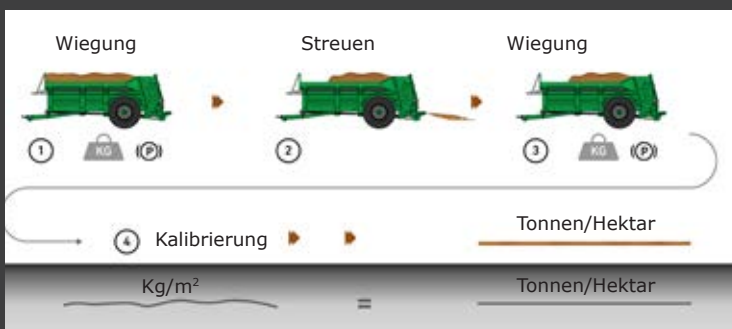 Wiegung Streuen Wiegung
1 KG (P) 2 3 KG (P)
4 Kalibrierung Tonnen/Hektar
Kg/m² = Tonnen/Hektar